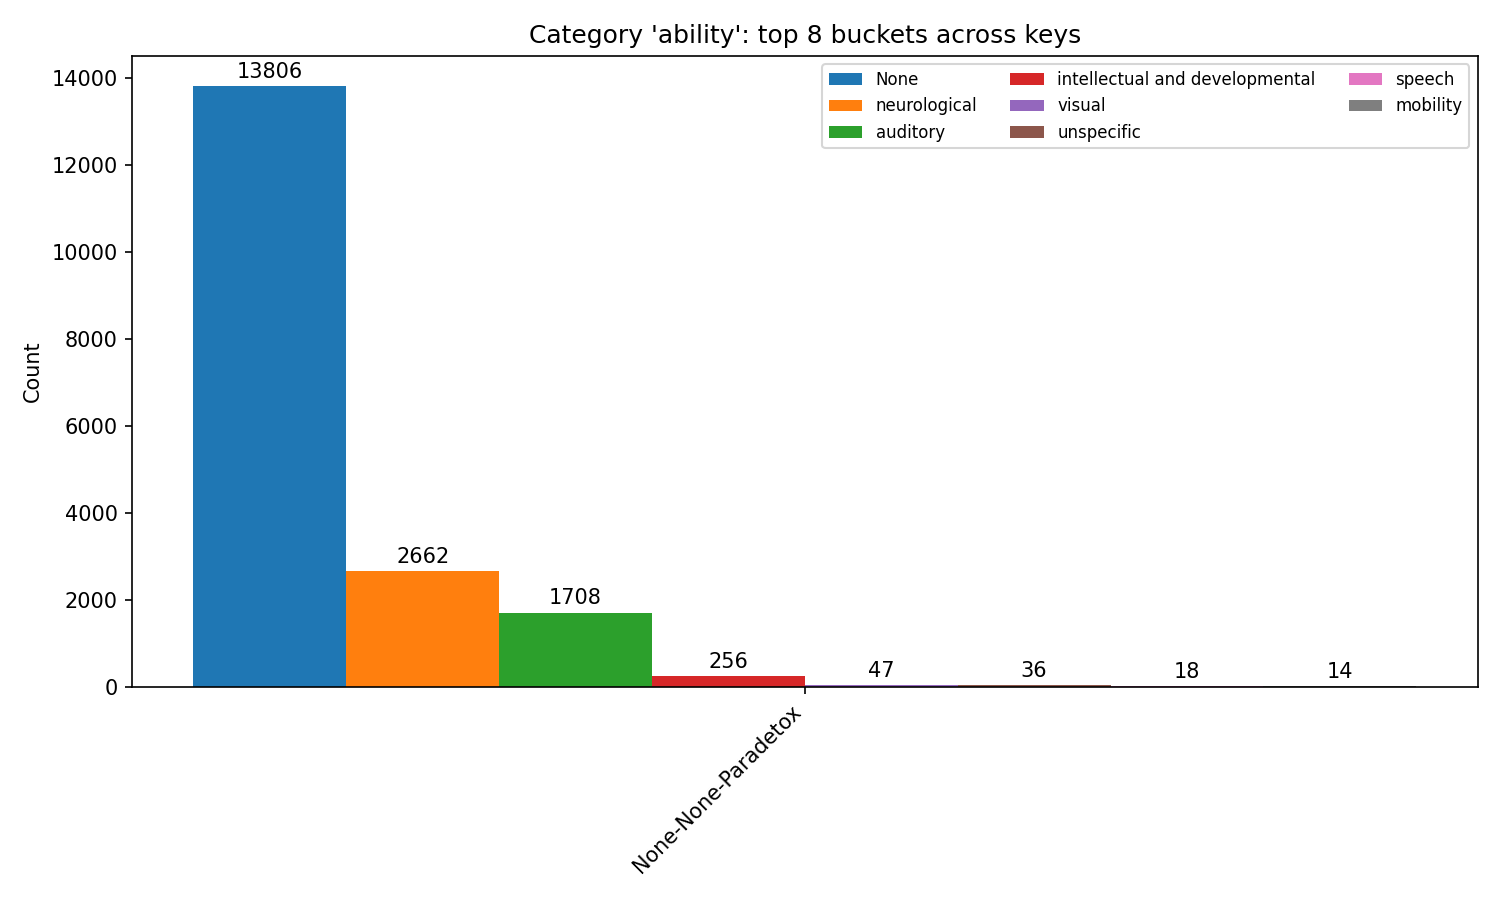 Category 'ability': top 8 buckets across keys
None
neurological
auditory
intellectual and developmental
visual
unspecific
speech
mobility
Count
14000
12000
10000
8000
6000
4000
2000
0
13806
2662
1708
256
47
36
18
14
None-None-Paradetox